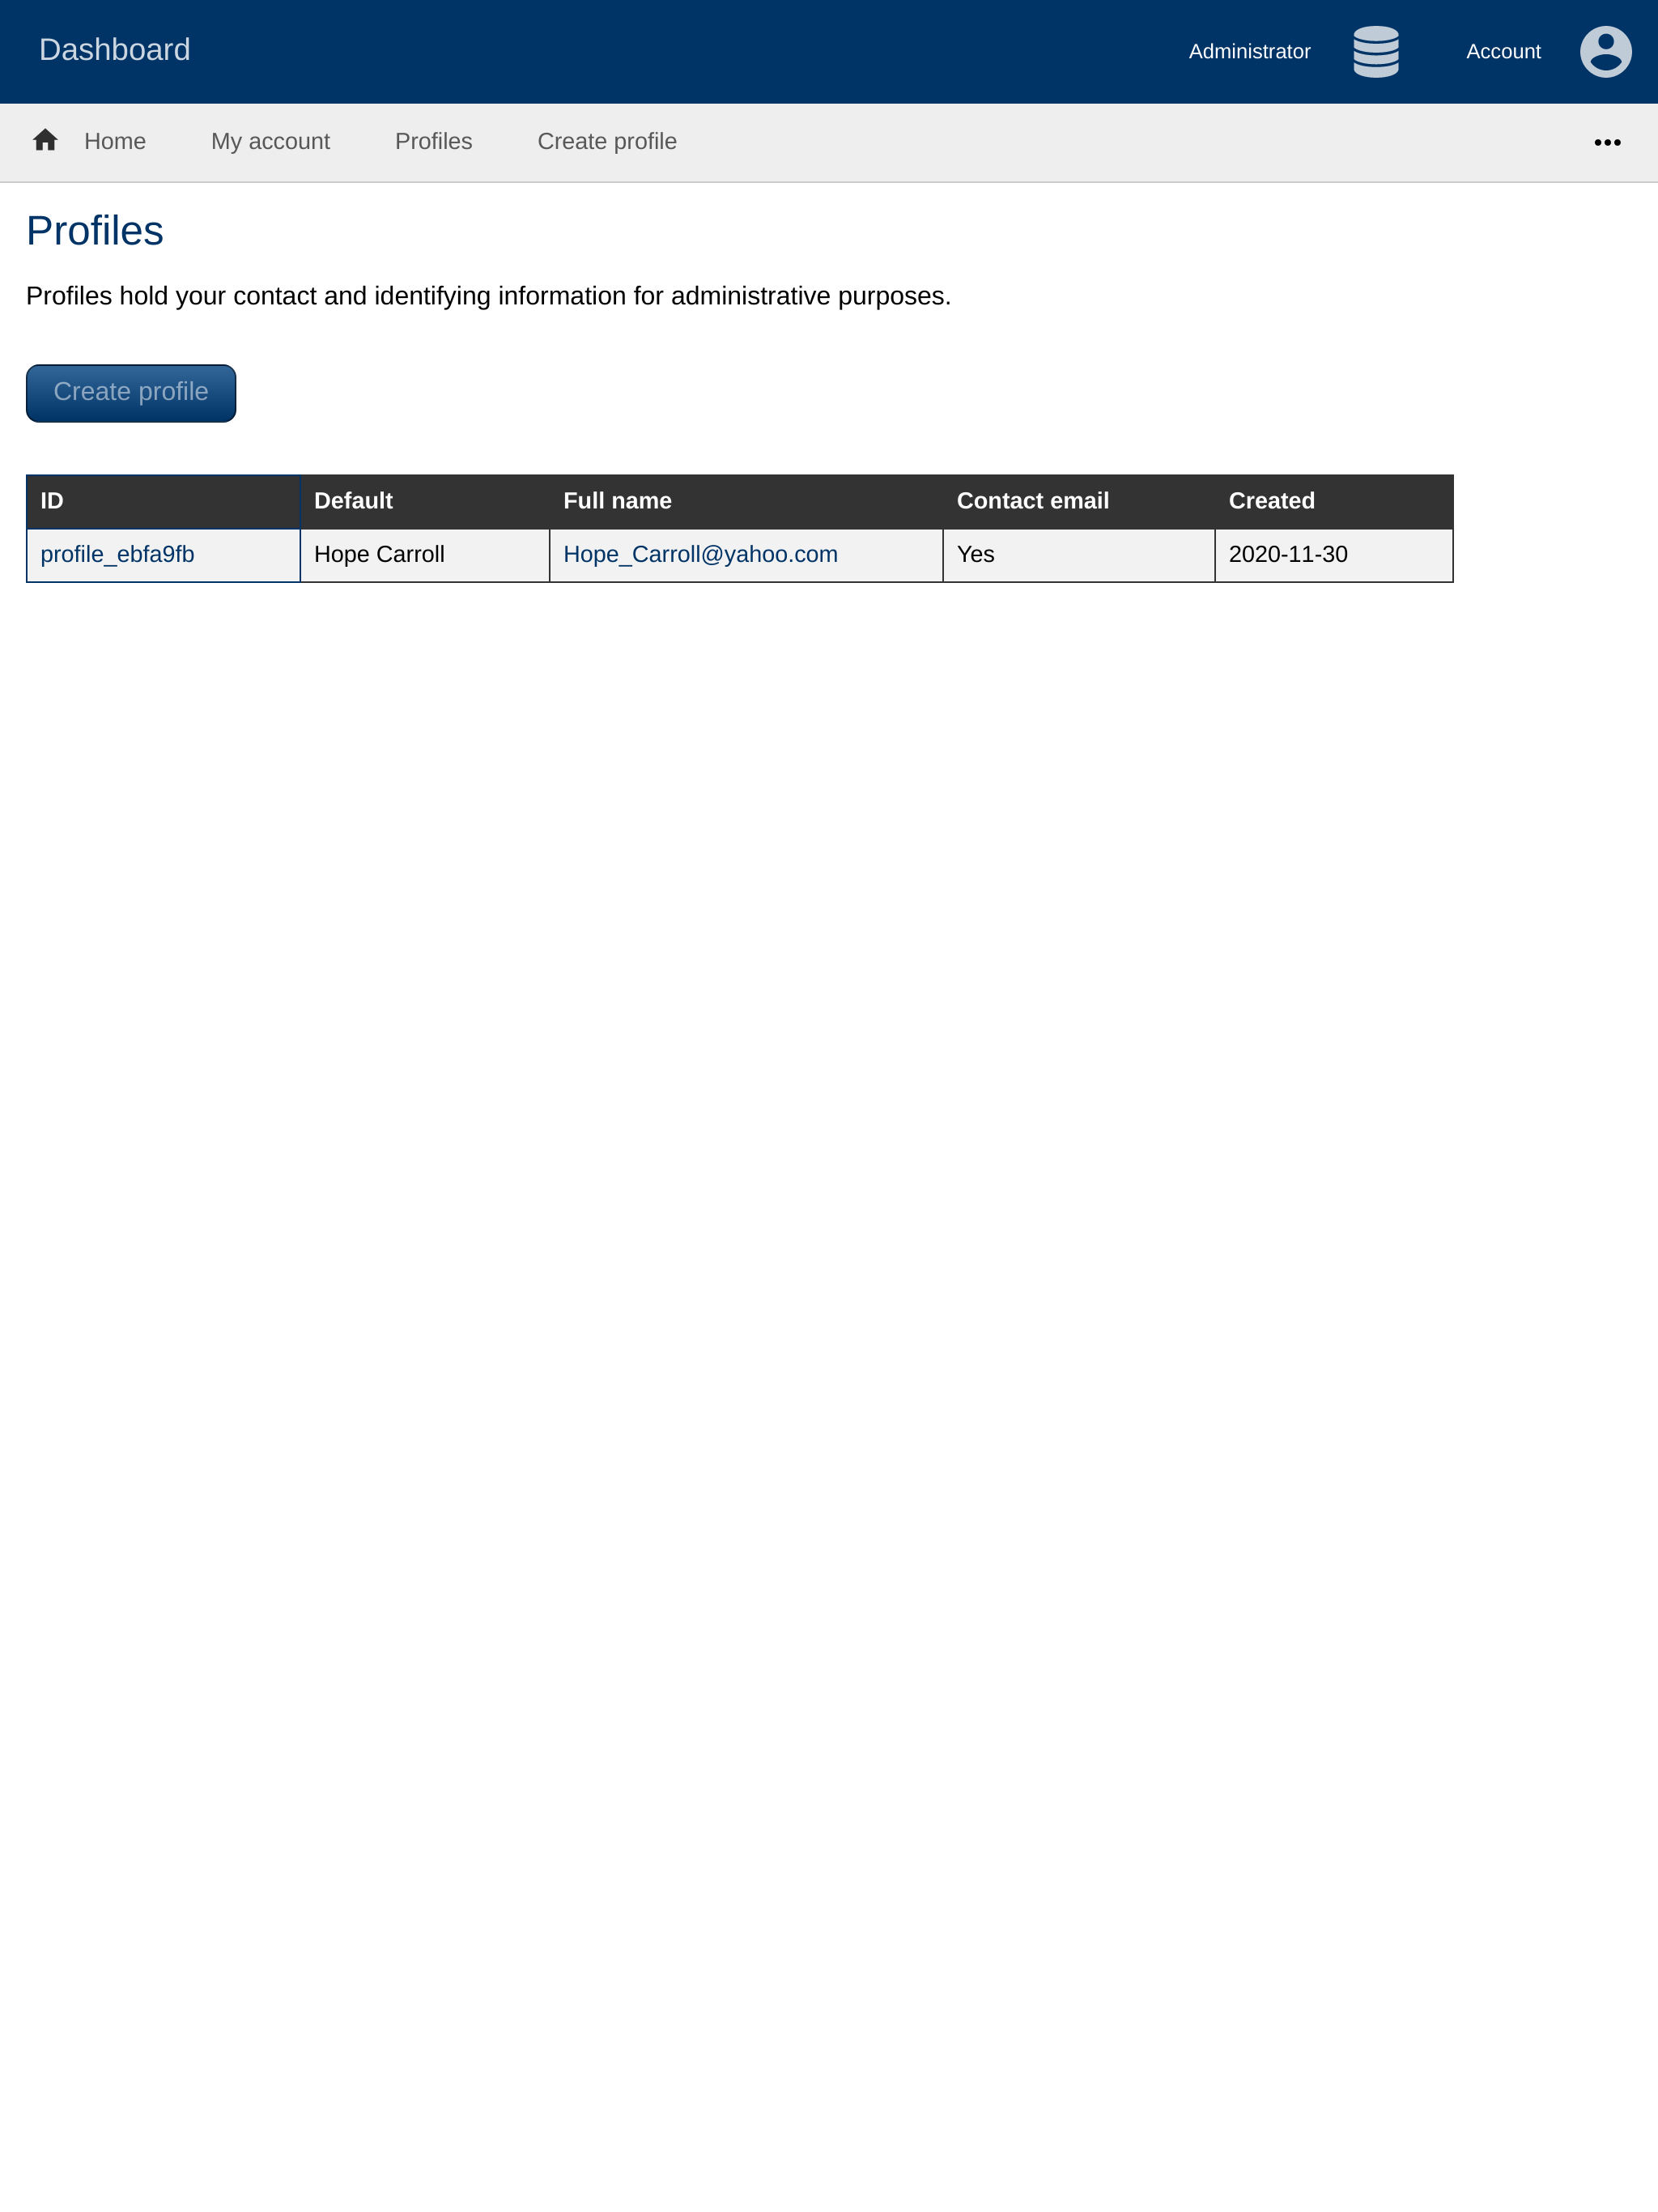 Dashboard Administrator Account
Home My account Profiles Create profile
Profiles
Profiles hold your contact and identifying information for administrative purposes.
Create profile
ID Default Full name Contact email Created
profile_ebfa9fb Hope Carroll Hope_Carroll@yahoo.com Yes 2020-11-30